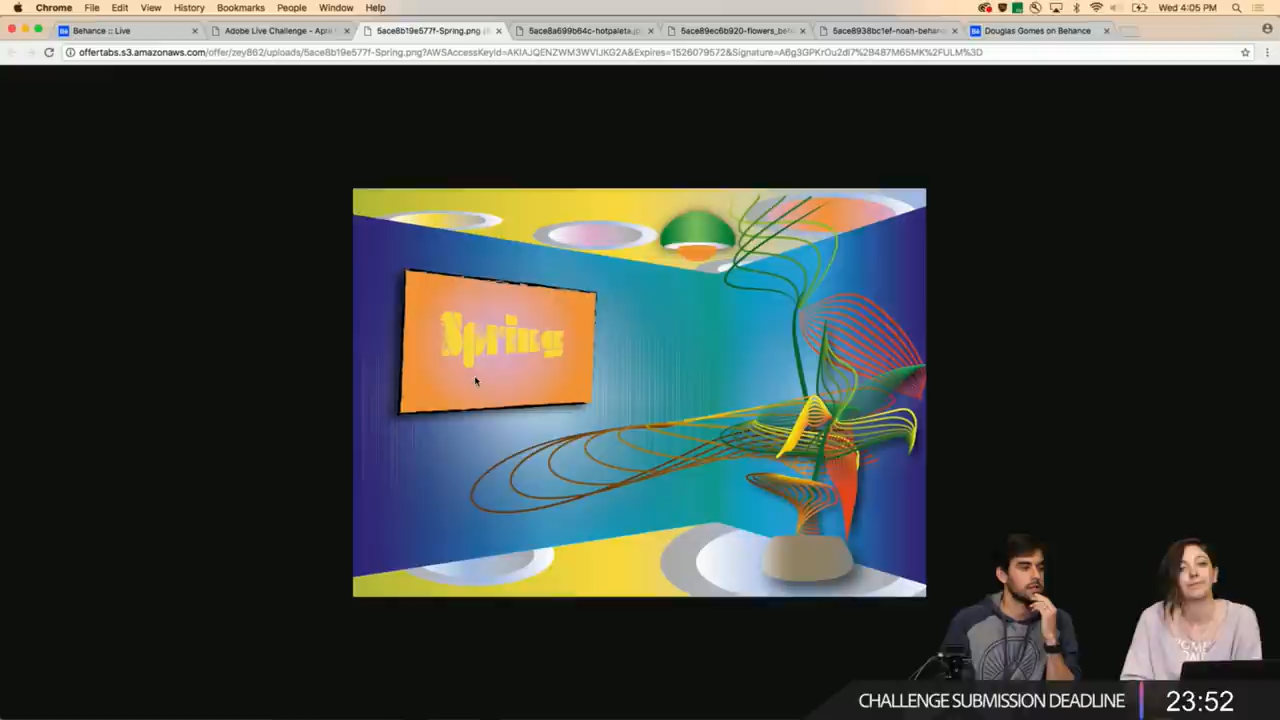 Chrome File Edit View History Bookmarks People Window Help Wed 4:05 PM
Behance :: Live
Adobe Live Challenge - April
5ace8b19e577f-Spring.png
5ace8a699b64c-hotpaleta.jp
5ace89ec6b920-flowers_beh
5ace8938bc1ef-noah-behan
Douglas Gomes on Behance
offertabs.s3.amazonaws.com/offer/zey862/uploads/5ace8b19e577f-Spring.png?AWSAccessKeyId=AKIAJQENZWM3WVIJKG2A&Expires=1526079572&Signature=A6g3GPKrOu2dI7%2B487M65MK%2FULM%3D
Spring
CHALLENGE SUBMISSION DEADLINE 23:52